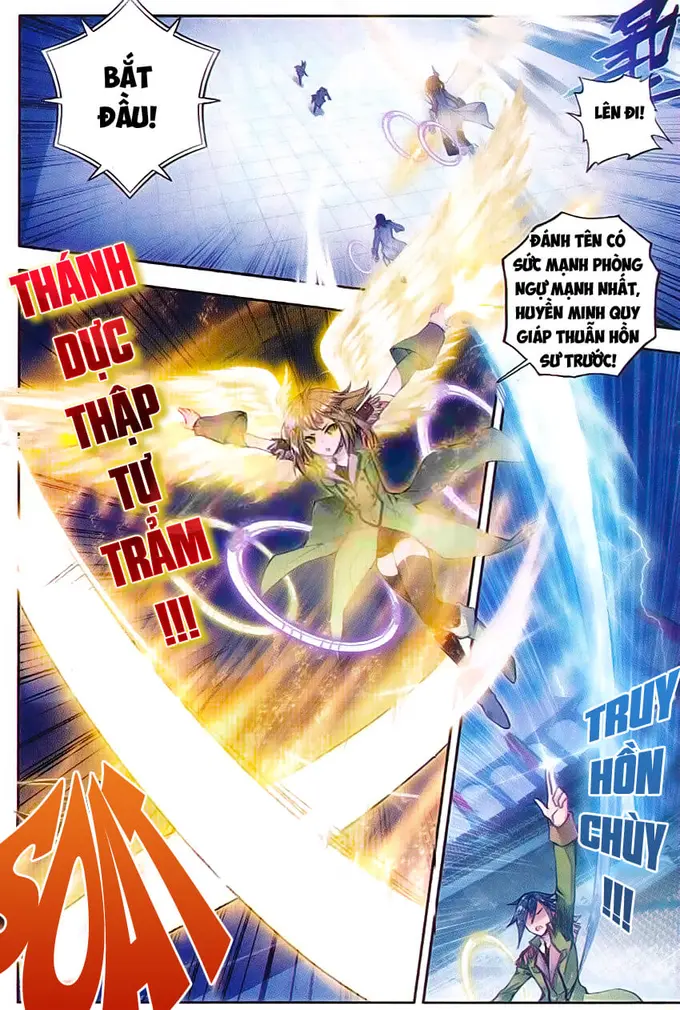 BẮT
ĐẦU!
LÊN ĐI!
ĐÁNH TÊN CÓ
SỨC MẠNH PHÒNG
NGỰ MẠNH NHẤT,
HUYỀN MINH QUY
GIÁP THUẪN HỒN
SƯ TRƯỚC!
THÁNH
DỰC
THẬP
TỰ
TRẢM
!!!
TRUY
HỒN
CHÙY
!!!
SOẠT